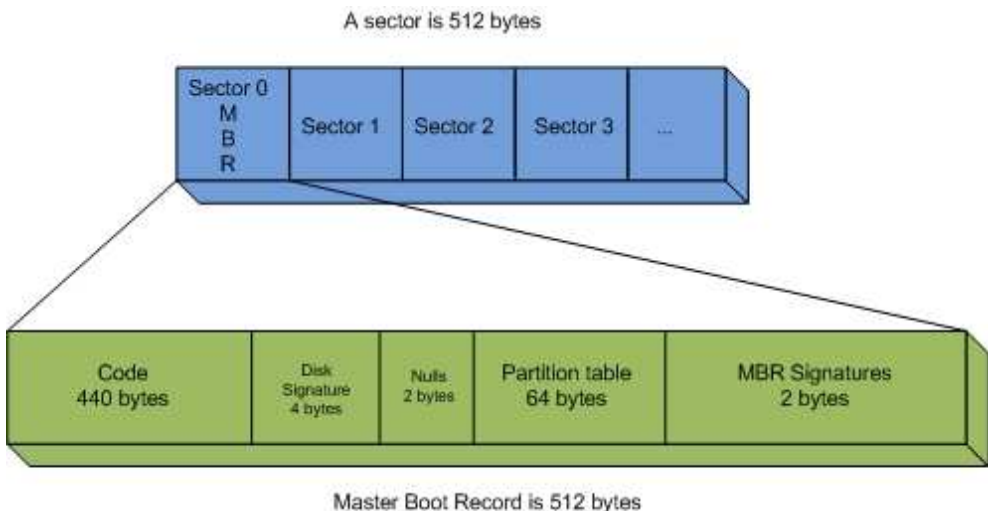 A sector is 512 bytes
Sector 0
M
B
R
Sector 1
Sector 2
Sector 3
...
Code
440 bytes
Disk
Signature
4 bytes
Nulls
2 bytes
Partition table
64 bytes
MBR Signatures
2 bytes
Master Boot Record is 512 bytes